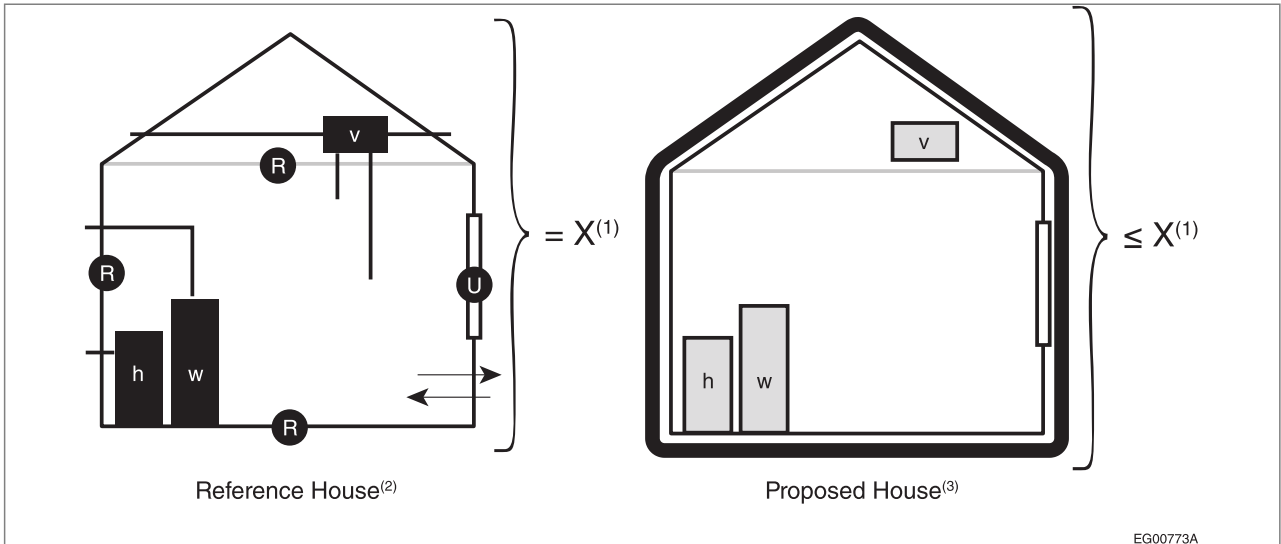 v
R
R
U
h
w
R
= X(1)
Reference House(2)
v
h
w
≤ X(1)
Proposed House(3)
EG00773A